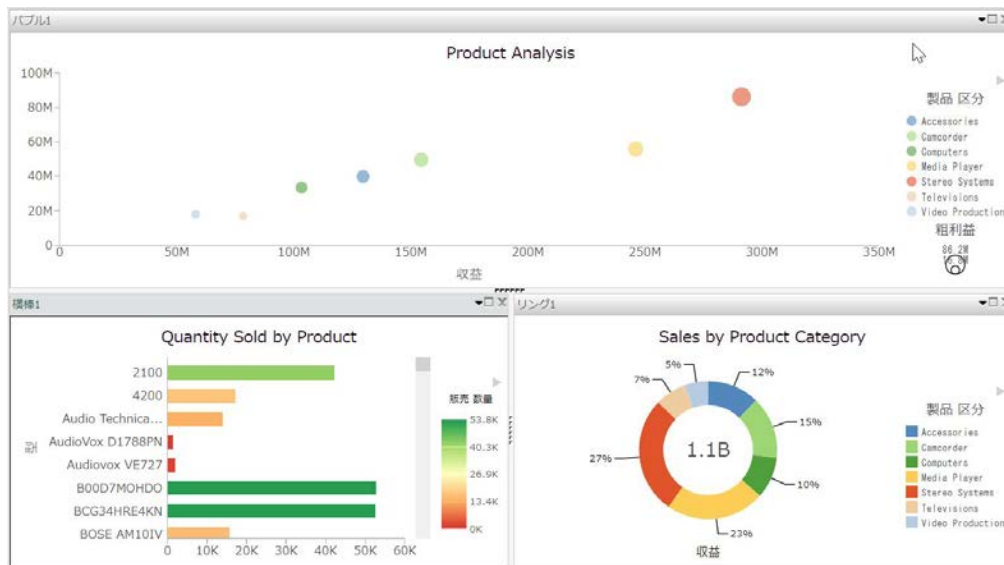 バブル1
Product Analysis
100M
80M
60M
40M
20M
0
0
50M
100M
150M
200M
250M
300M
350M
収益
製品 区分
Accessories
Camcorder
Computers
Media Player
Stereo Systems
Televisions
Video Production
粗利益
86.2M
横棒1
Quantity Sold by Product
型
2100
4200
Audio Technica...
AudioVox D1788PN
Audiovox VE727
B00D7MOHDO
BCG34HRE4KN
BOSE AM10IV
0
10K
20K
30K
40K
50K
60K
販売 数量
53.8K
40.3K
26.9K
13.4K
0K
リング1
Sales by Product Category
5%
12%
7%
15%
27%
1.1B
10%
23%
収益
製品 区分
Accessories
Camcorder
Computers
Media Player
Stereo Systems
Televisions
Video Production